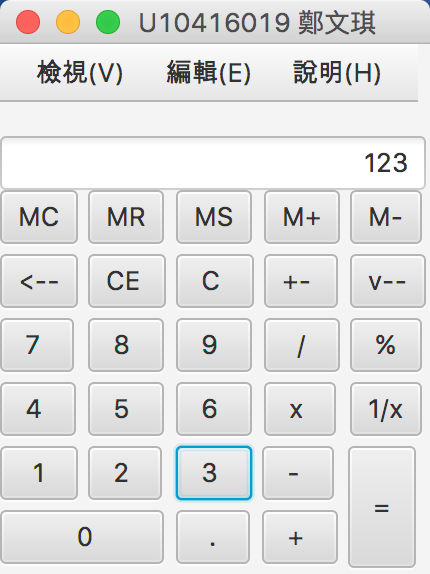 U10416019 鄭文琪
檢視(V) 編輯(E) 說明(H)
123
MC MR MS M+ M-
<-- CE C +- v--
7 8 9 / %
4 5 6 x 1/x
1 2 3 - =
0 . +